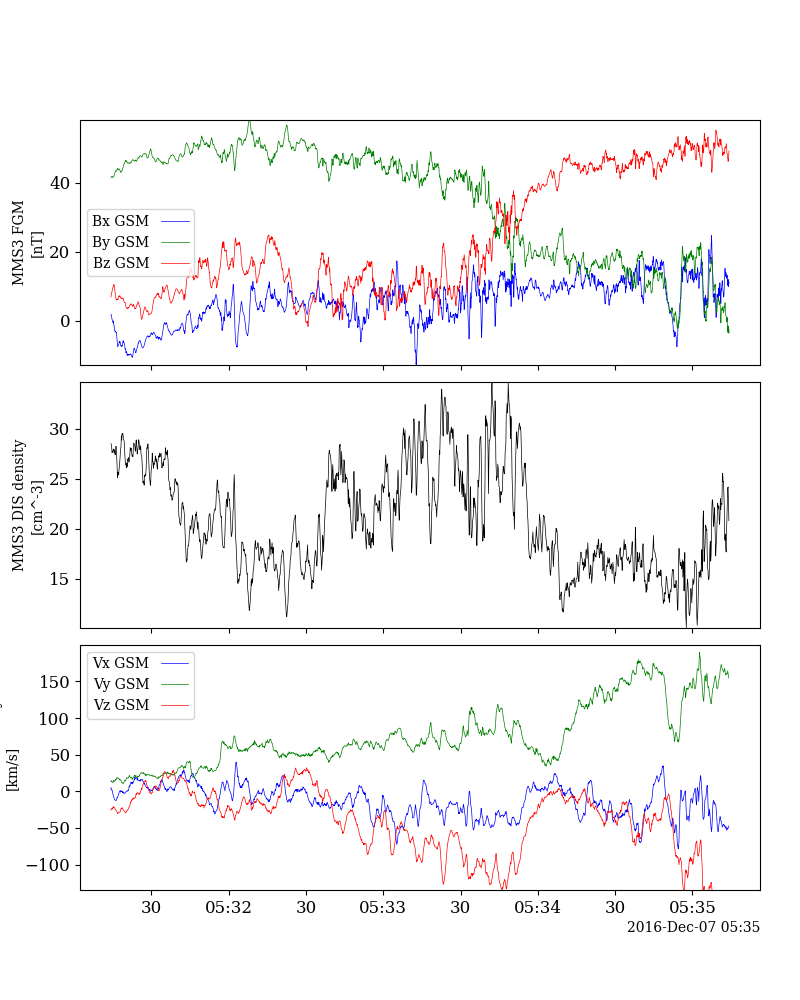 MMS3 FGM
[nT]
40
20
0
Bx GSM
By GSM
Bz GSM
MMS3 DIS density
[cm^-3]
30
25
20
15
[km/s]
150
100
50
0
−50
−100
Vx GSM
Vy GSM
Vz GSM
30 05:32 30 05:33 30 05:34 30 05:35
2016-Dec-07 05:35